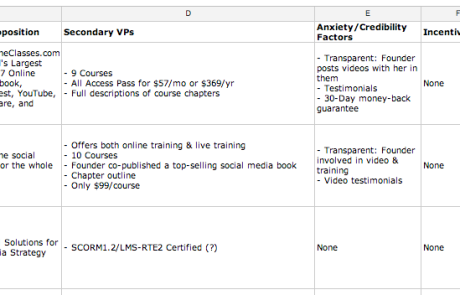 D
E
F
oposition
Secondary VPs
Anxiety/Credibility
Factors
Incentiv
neClasses.com
d's Largest
7 Online
book,
est, YouTube,
are, and
- 9 Courses
- All Access Pass for $57/mo or $369/yr
- Full descriptions of course chapters
- Transparent: Founder
posts videos with her in
them
- Testimonials
- 30-Day money-back
guarantee
None
ne social
or the whole
- Offers both online training & live training
- 10 Courses
- Founder co-published a top-selling social media book
- Chapter outline
- Only $99/course
- Transparent: Founder
involved in video &
training
- Video testimonials
None
Solutions for
ia Strategy
- SCORM1.2/LMS-RTE2 Certified (?)
None
None